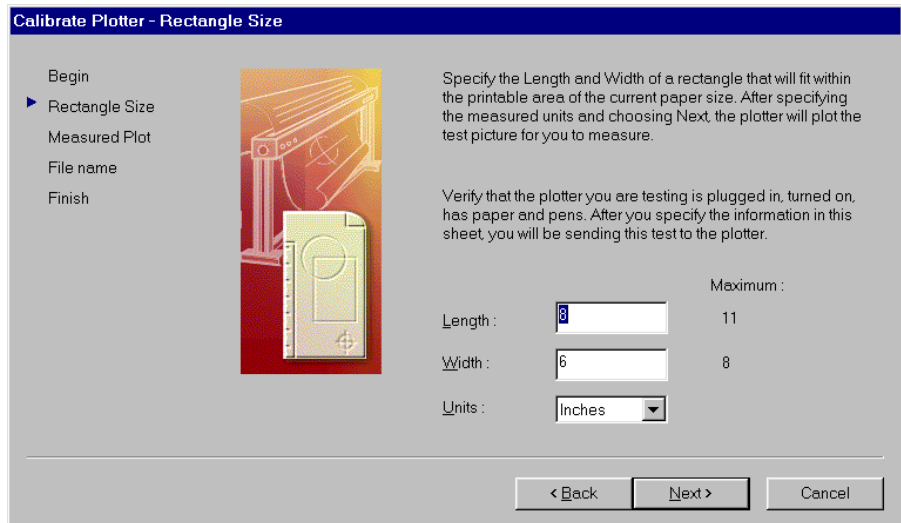 Calibrate Plotter - Rectangle Size
Begin
Rectangle Size
Measured Plot
File name
Finish
Specify the Length and Width of a rectangle that will fit within
the printable area of the current paper size. After specifying
the measured units and choosing Next, the plotter will plot the
test picture for you to measure.
Verify that the plotter you are testing is plugged in, turned on,
has paper and pens. After you specify the information in this
sheet, you will be sending this test to the plotter.
Maximum :
Length : 8 11
Width : 6 8
Units : Inches
< Back Next > Cancel